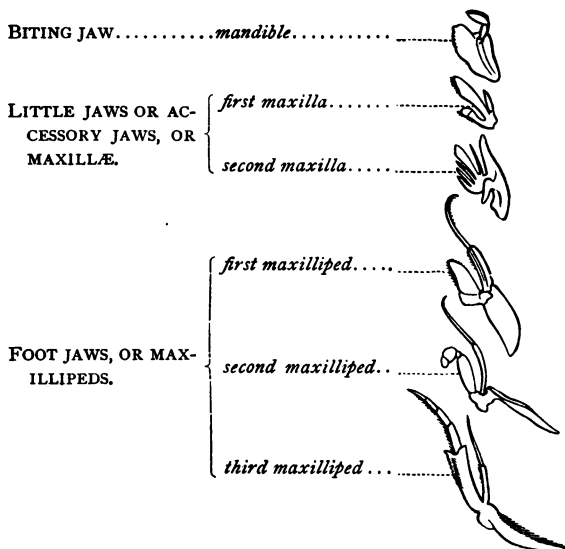 BITING JAW..........mandible..........
LITTLE JAWS OR AC-
CESSORY JAWS, OR
MAXILLÆ.
first maxilla.......
second maxilla.....
first maxilliped.....
FOOT JAWS, OR MAX-
ILLIPEDS.
second maxilliped..
third maxilliped ...